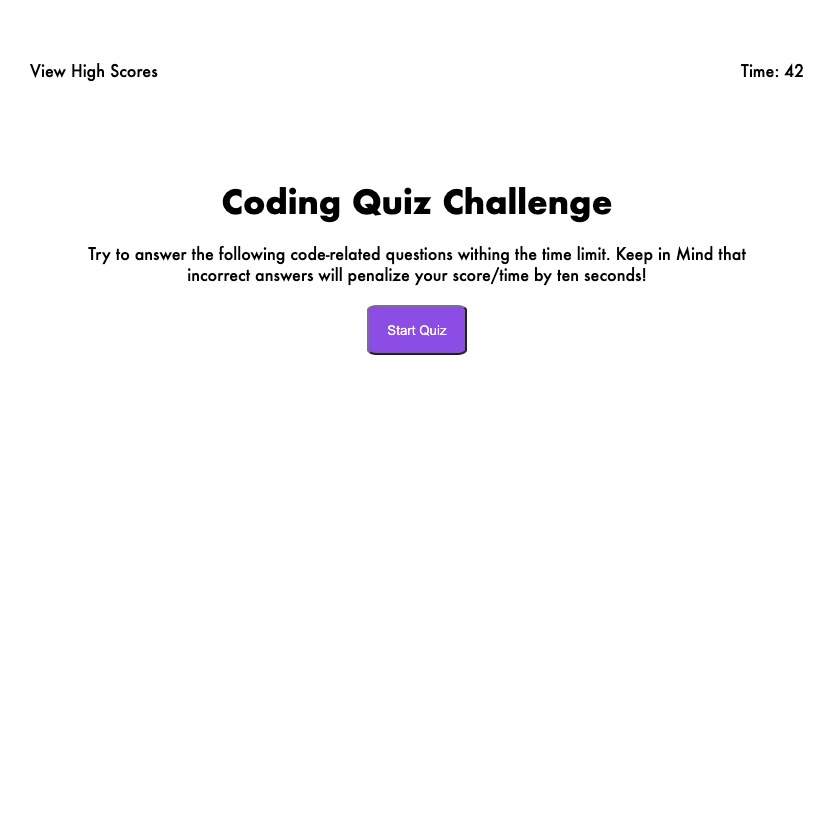 View High Scores
Time: 42
Coding Quiz Challenge
Try to answer the following code-related questions withing the time limit. Keep in Mind that
incorrect answers will penalize your score/time by ten seconds!
Start Quiz